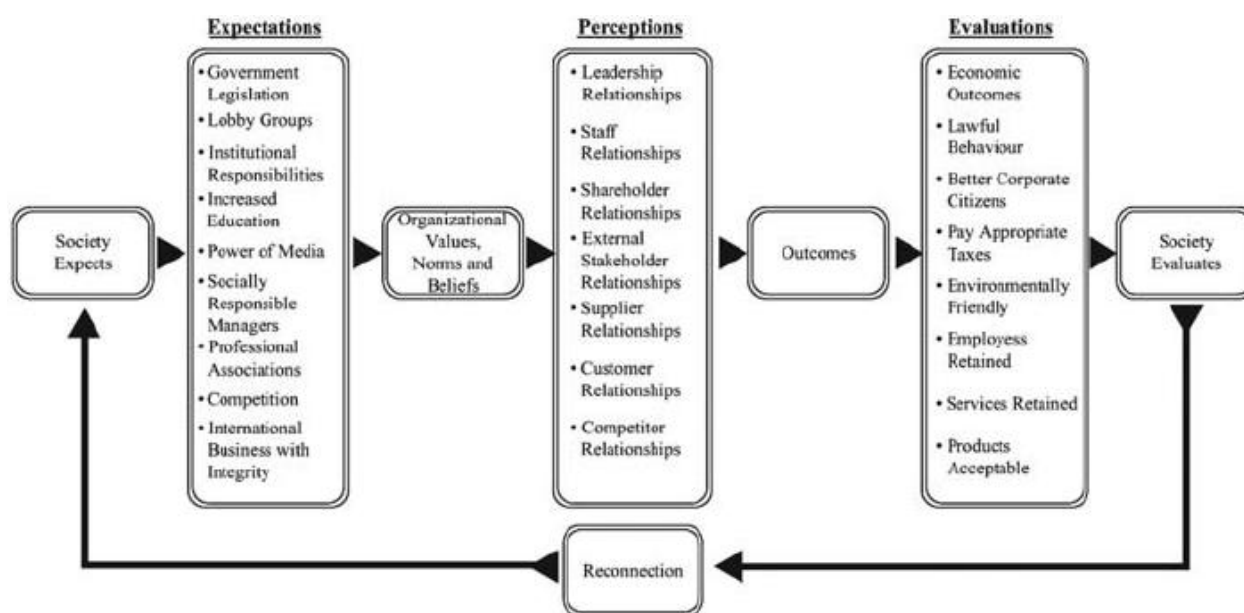 Expectations
Perceptions
Evaluations
Society
Expects
• Government
Legislation
• Lobby Groups
• Institutional
Responsibilities
• Increased
Education
• Power of Media
• Socially
Responsible
Managers
• Professional
Associations
• Competition
• International
Business with
Integrity
Organizational
Values,
Norms and
Beliefs
• Leadership
Relationships
• Staff
Relationships
• Shareholder
Relationships
• External
Stakeholder
Relationships
• Supplier
Relationships
• Customer
Relationships
• Competitor
Relationships
Outcomes
• Economic
Outcomes
• Lawful
Behaviour
• Better Corporate
Citizens
• Pay Appropriate
Taxes
• Environmentally
Friendly
• Employess
Retained
• Services Retained
• Products
Acceptable
Society
Evaluates
Reconnection